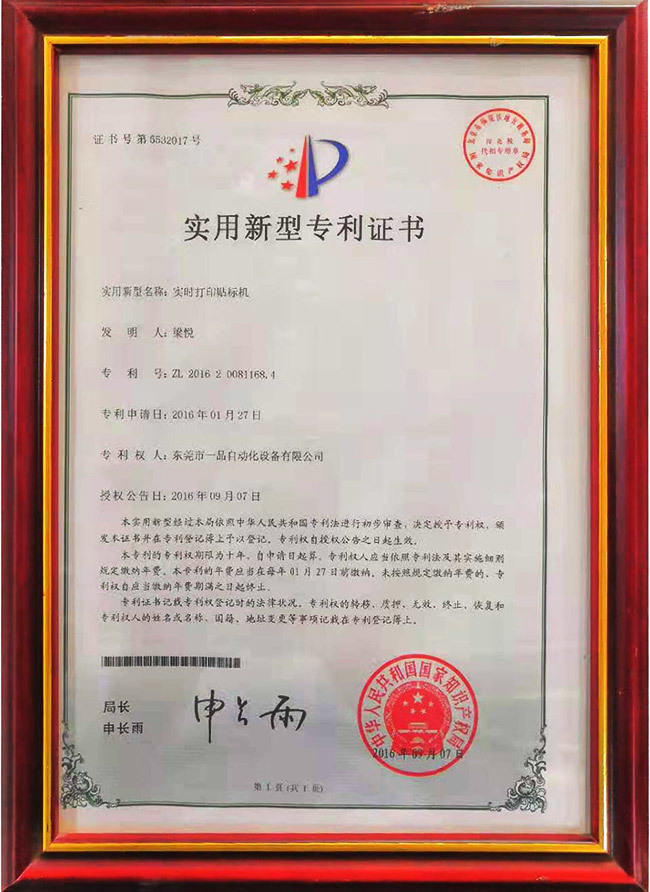 证书号第5532017号
代办专用章
国家知识产权局
实用新型专利证书
实用新型名称：实时打印贴标机
发明人：梁悦
专利号：ZL 2016 2 0081168.4
专利申请日：2016年01月27日
专利权人：东莞市一品自动化设备有限公司
授权公告日：2016年09月07日
本实用新型经过本局依照中华人民共和国专利法进行初步审查，决定授予专利权，颁
发本证书并在专利登记簿上予以登记。专利权自授权公告之日起生效。
本专利的专利权期限为十年，自申请日起算。专利权人应当依照专利法及其实施细则
规定缴纳年费。本专利的年费应当在每年01月27日前缴纳。未按照规定缴纳年费的，专
利权自应当缴纳年费期满之日起终止。
专利证书记载专利权登记时的法律状况。专利权的转移、质押、无效、终止、恢复和
专利权人的姓名或名称、国籍、地址变更等事项记载在专利登记簿上。
局长
申长雨
申长雨
中华人民共和国国家知识产权局
2016年09月07日
第1页(共1页)